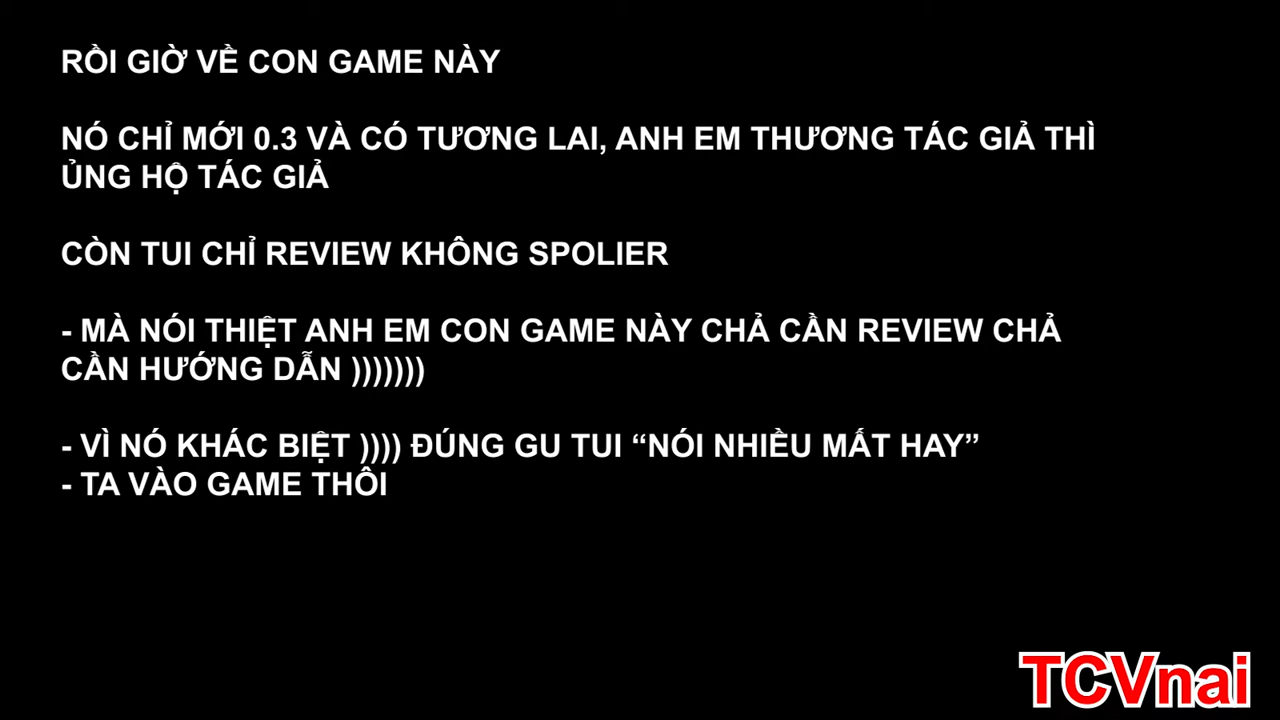 RỒI GIỜ VỀ CON GAME NÀY
NÓ CHỈ MỚI 0.3 VÀ CÓ TƯƠNG LAI, ANH EM THƯƠNG TÁC GIẢ THÌ
ỦNG HỘ TÁC GIẢ
CÒN TUI CHỈ REVIEW KHÔNG SPOLIER
- MÀ NÓI THIỆT ANH EM CON GAME NÀY CHẢ CẦN REVIEW CHẢ
CẦN HƯỚNG DẪN )))))))
- VÌ NÓ KHÁC BIỆT )))) ĐÚNG GU TUI “NÓI NHIỀU MẤT HAY”
- TA VÀO GAME THÔI
TCVnai